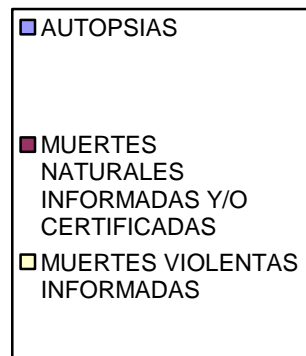 AUTOPSIAS
MUERTES
NATURALES
INFORMADAS Y/O
CERTIFICADAS
MUERTES VIOLENTAS
INFORMADAS